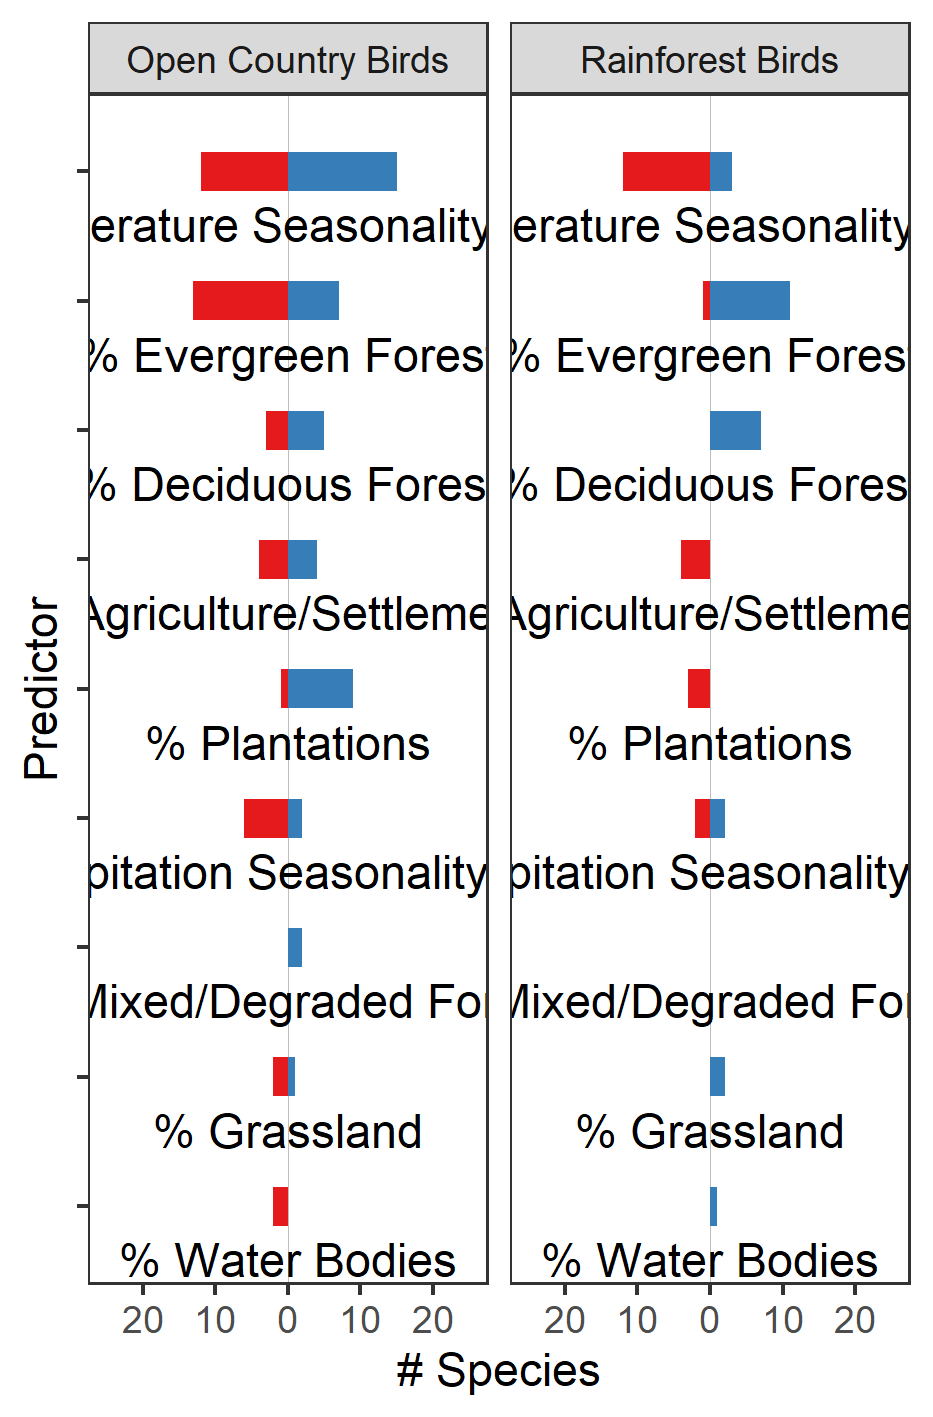 Open Country Birds Rainforest Birds
erature Seasonality erature Seasonality
% Evergreen Fores % Evergreen Fores
% Deciduous Fores % Deciduous Fores
Agriculture/Settleme Agriculture/Settleme
% Plantations % Plantations
pitation Seasonality pitation Seasonality
Mixed/Degraded For Mixed/Degraded For
% Grassland % Grassland
% Water Bodies % Water Bodies
Predictor
20 10 0 10 20 20 10 0 10 20
# Species